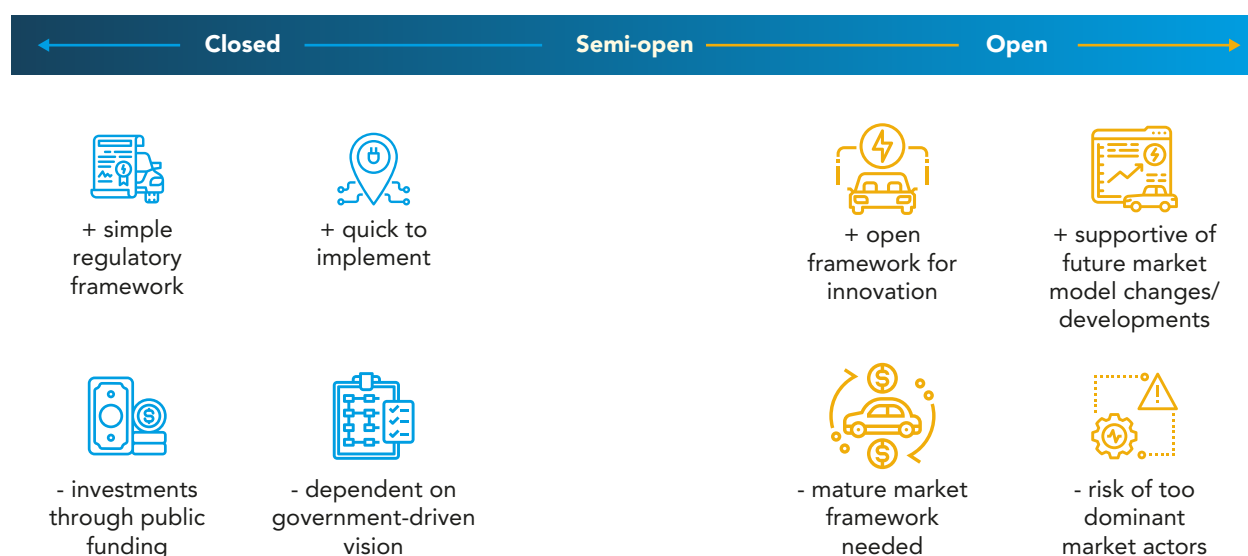 Closed
Semi-open
Open
+ simple
regulatory
framework
+ quick to
implement
+ open
framework for
innovation
+ supportive of
future market
model changes/
developments
- investments
through public
funding
- dependent on
government-driven
vision
- mature market
framework
needed
- risk of too
dominant
market actors